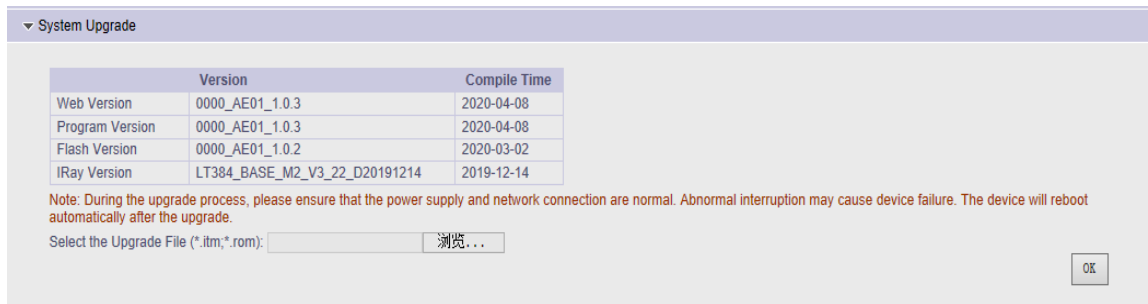 System Upgrade
Version Compile Time
Web Version 0000_AE01_1.0.3 2020-04-08
Program Version 0000_AE01_1.0.3 2020-04-08
Flash Version 0000_AE01_1.0.2 2020-03-02
IRay Version LT384_BASE_M2_V3_22_D20191214 2019-12-14
Note: During the upgrade process, please ensure that the power supply and network connection are normal. Abnormal interruption may cause device failure. The device will reboot
automatically after the upgrade.
Select the Upgrade File (*.itm;*.rom): 浏览...
OK